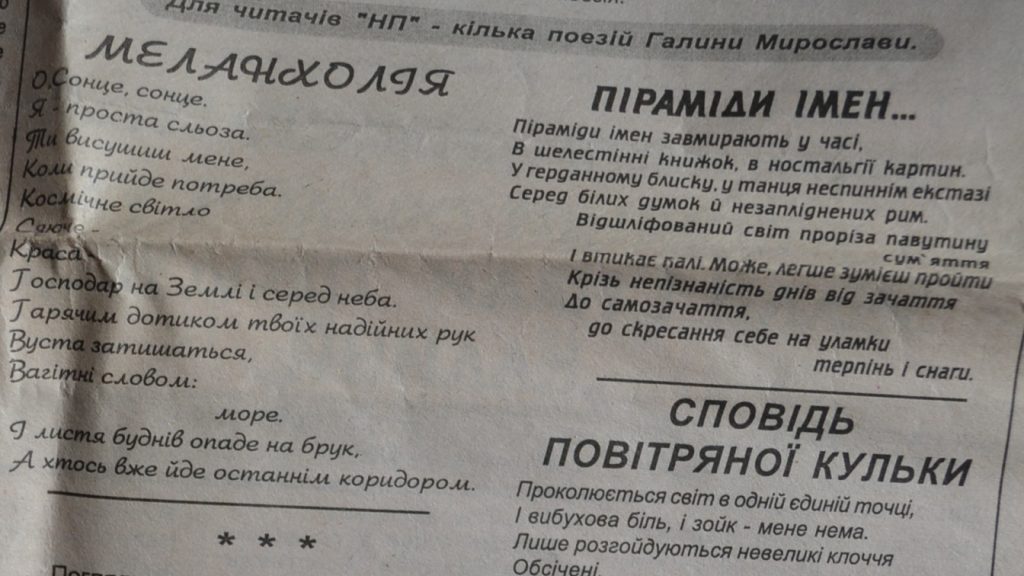 Для читачів "НП" - кілька поезій Галини Мирослави.
МЕЛАНХОЛІЯ
О,Сонце, сонце.
Я - проста сльоза.
Ти висушиш мене,
Коли прийде потреба.
Космічне світло
Сяюче -
Краса -
Господар на Землі і серед неба.
Гарячим дотиком твоїх надійних рук
Вуста затишаться,
Вагітні словом:
море.
І листя буднів опаде на брук,
А хтось вже йде останнім коридором.
* * *
ПІРАМІДИ ІМЕН...
Піраміди імен завмирають у часі,
В шелестінні книжок, в ностальгії картин.
У герданному блиску, у танця неспиннім екстазі
Серед білих думок й незапліднених рим.
Відшліфований світ проріза павутину
сум`яття
І втикає палі. Може, легше зумієш пройти
Крізь непізнаність днів від зачаття
До самозачаття,
до скресання себе на уламки
терпінь і снаги.
СПОВІДЬ
ПОВІТРЯНОЇ КУЛЬКИ
Проколюється світ в одній єдиній точці,
І вибухова біль, і зойк - мене нема.
Лише розгойдуються невеликі клоччя
Обсічені.